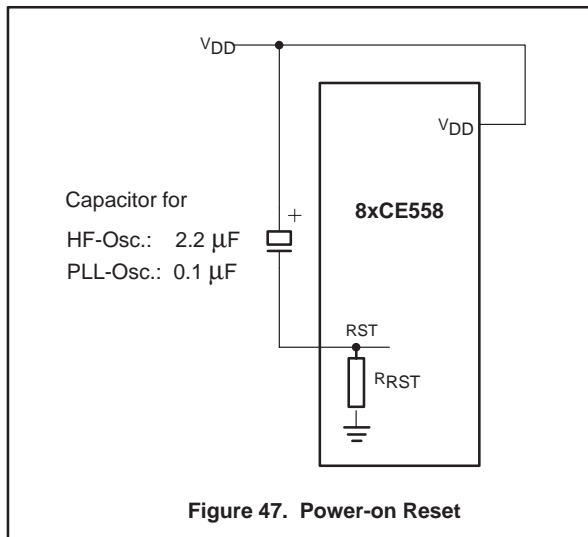 VDD
VDD
8xCE558
Capacitor for
+
HF-Osc.: 2.2 μF
PLL-Osc.: 0.1 μF
RST
RRST
Figure 47. Power-on Reset